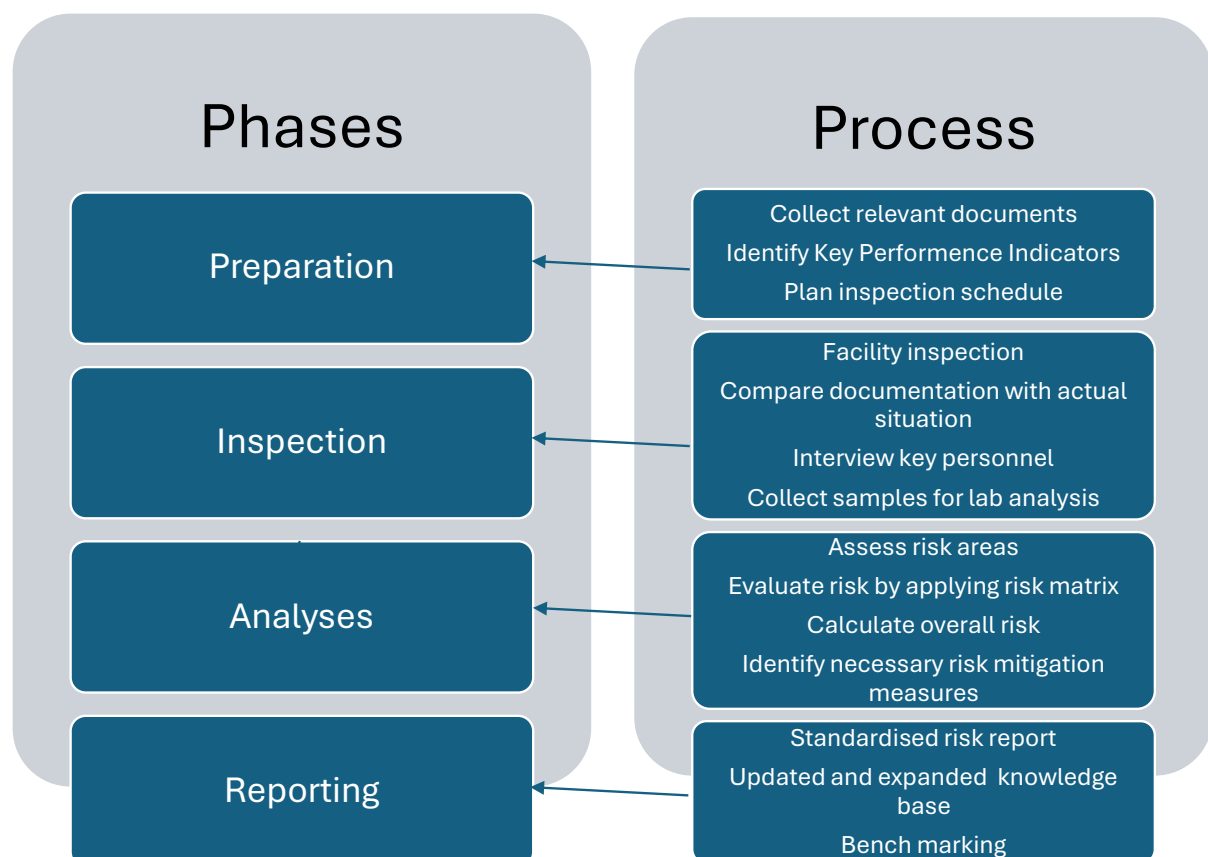 Phases
Preparation
Inspection
Analyses
Reporting
Process
Collect relevant documents
Identify Key Performance Indicators
Plan inspection schedule
Facility inspection
Compare documentation with actual
situation
Interview key personnel
Collect samples for lab analysis
Assess risk areas
Evaluate risk by applying risk matrix
Calculate overall risk
Identify necessary risk mitigation
measures
Standardised risk report
Updated and expanded  knowledge
base
Bench marking